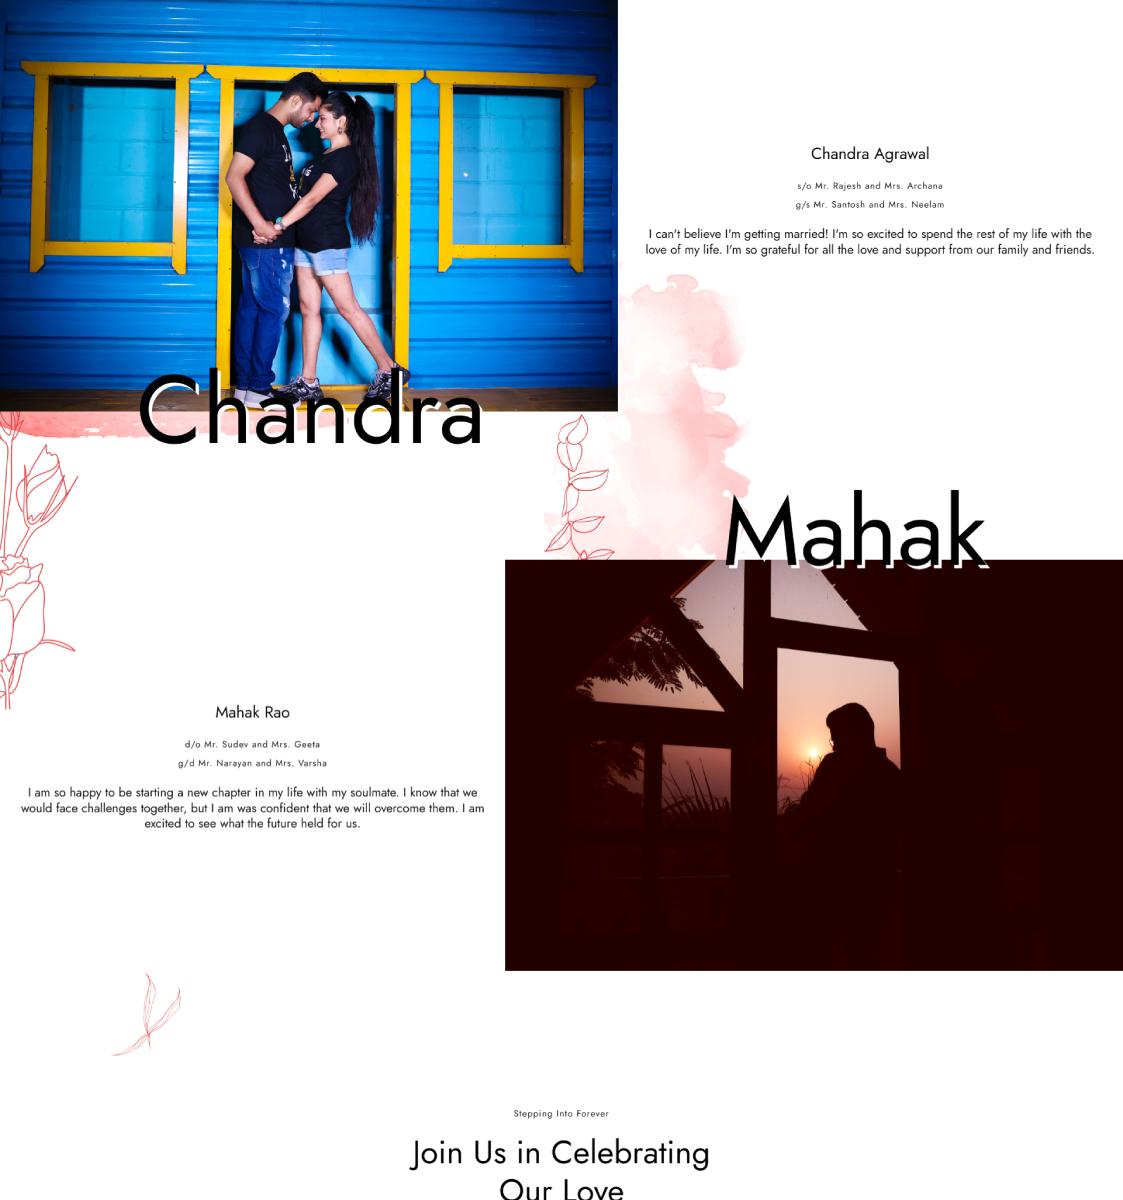 Chandra Agrawal
s/o Mr. Rajesh and Mrs. Archana
g/s Mr. Santosh and Mrs. Neelam
I can't believe I'm getting married! I'm so excited to spend the rest of my life with the
love of my life. I'm so grateful for all the love and support from our family and friends.
Chandra
Mahak
Mahak Rao
d/o Mr. Sudev and Mrs. Geeta
g/d Mr. Narayan and Mrs. Varsha
I am so happy to be starting a new chapter in my life with my soulmate. I know that we
would face challenges together, but I am was confident that we will overcome them. I am
excited to see what the future held for us.
Stepping Into Forever
Join Us in Celebrating
Our Love